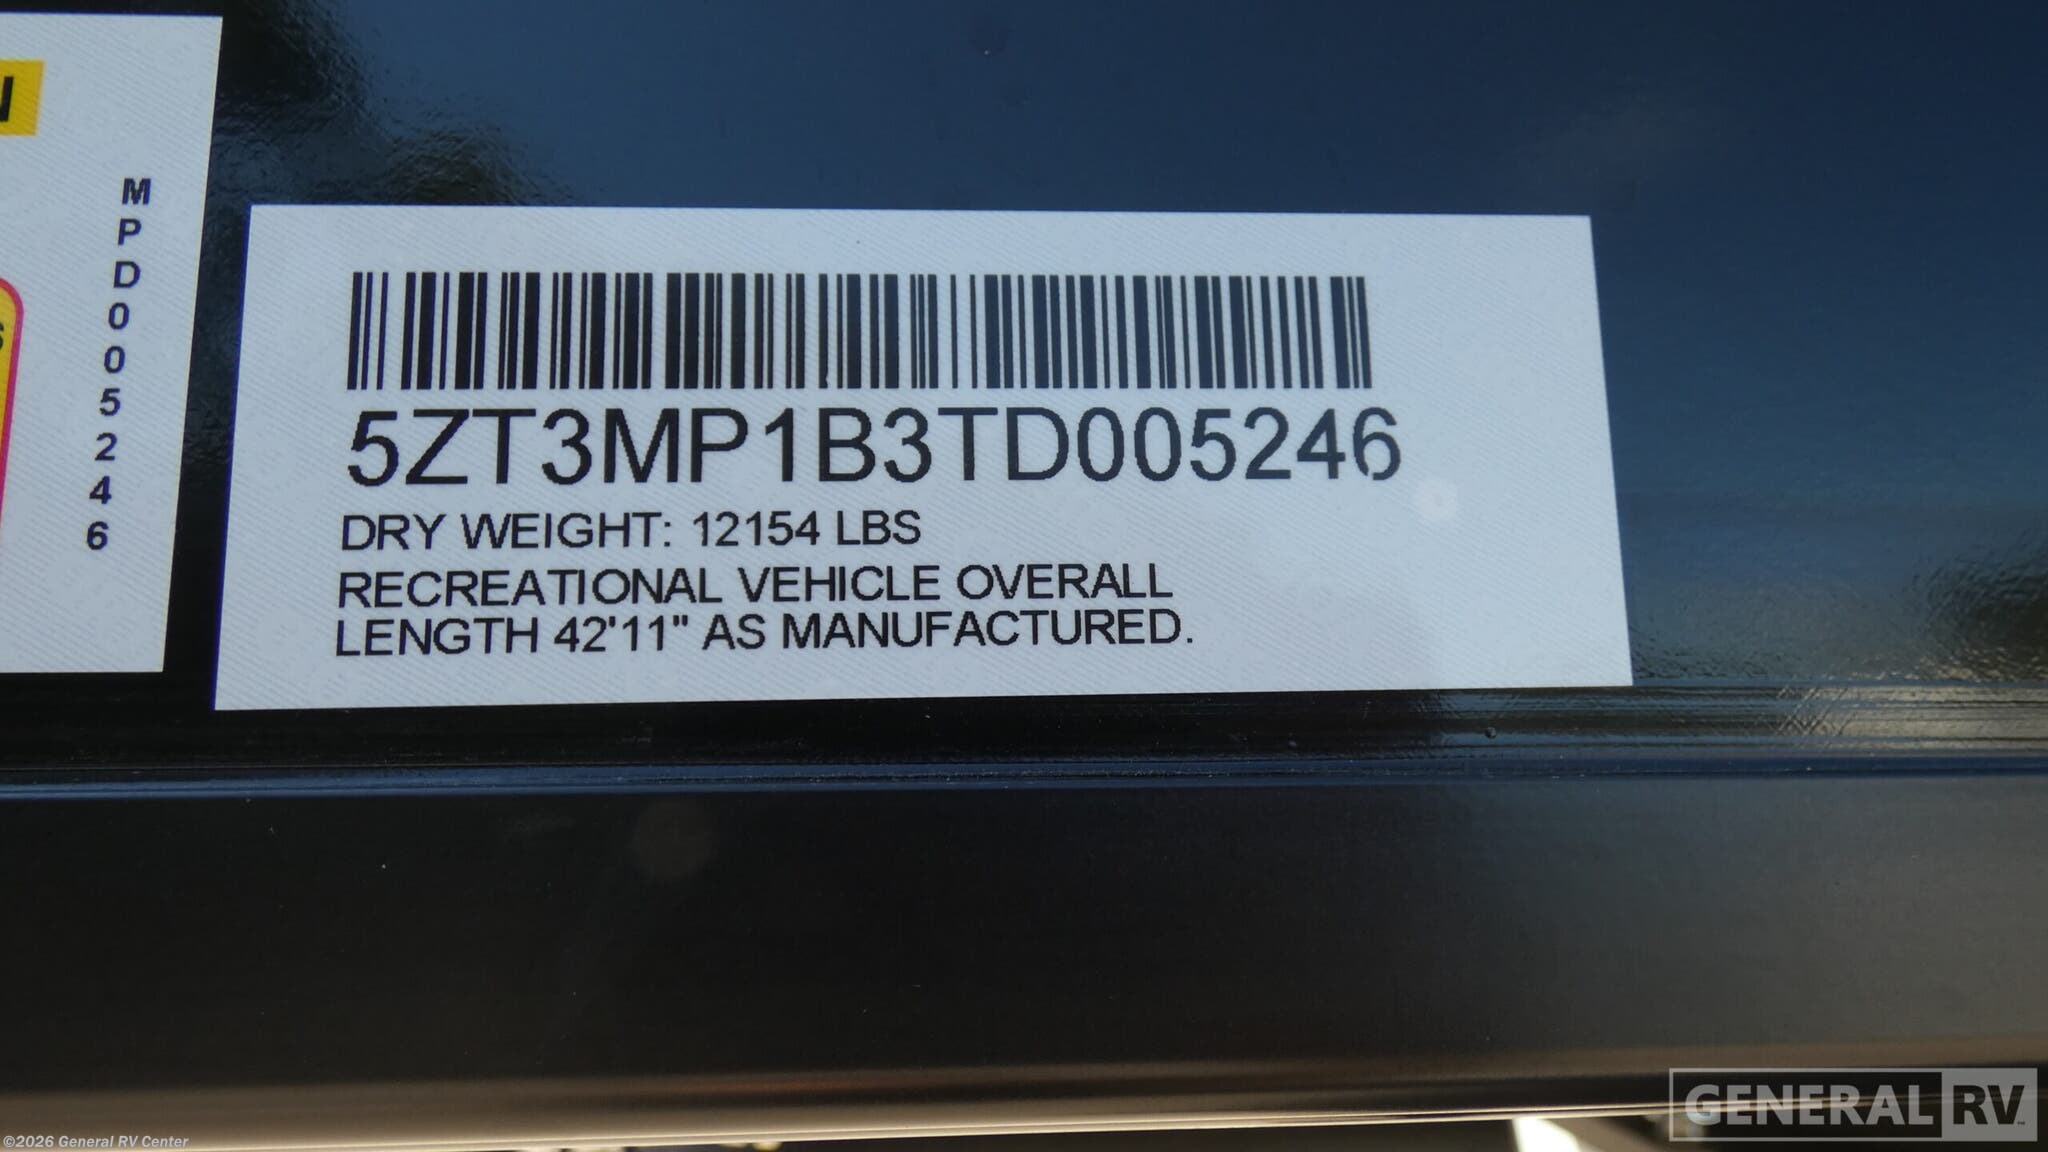 MPD005246
5ZT3MP1B3TD005246
DRY WEIGHT: 12154 LBS
RECREATIONAL VEHICLE OVERALL
LENGTH 42'11" AS MANUFACTURED.
GENERAL RV
©2026 General RV Center